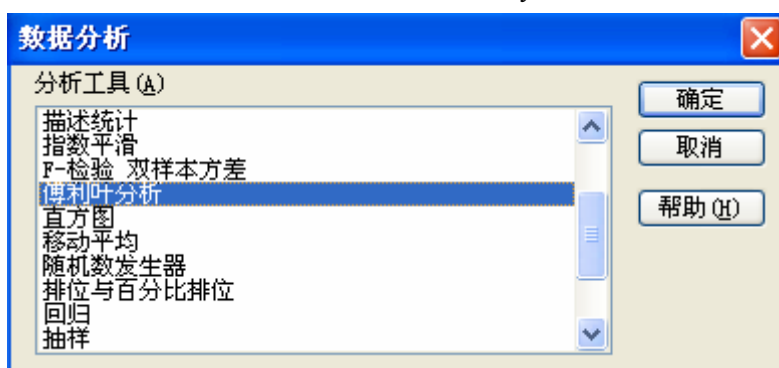 数据分析
分析工具(A)
描述统计
指数平滑
F-检验 双样本方差
傅利叶分析
直方图
移动平均
随机数发生器
排位与百分比排位
回归
抽样
确定
取消
帮助(H)